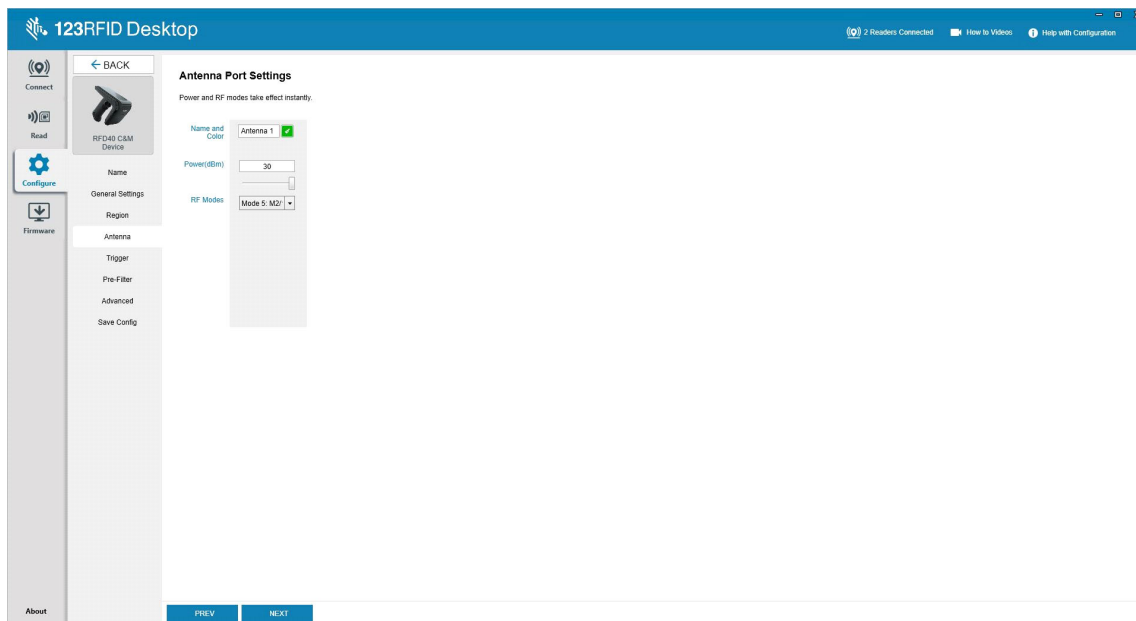 123RFID Desktop
2 Readers Connected
How to Videos
Help with Configuration
Connect
Read
Configure
Firmware
About
BACK
RFD40 C&M
Device
Name
General Settings
Region
Antenna
Trigger
Pre-Filter
Advanced
Save Config
Antenna Port Settings
Power and RF modes take effect instantly.
Name and
Color
Antenna 1
Power(dBm)
30
RF Modes
Mode 5: M2/
PREV
NEXT